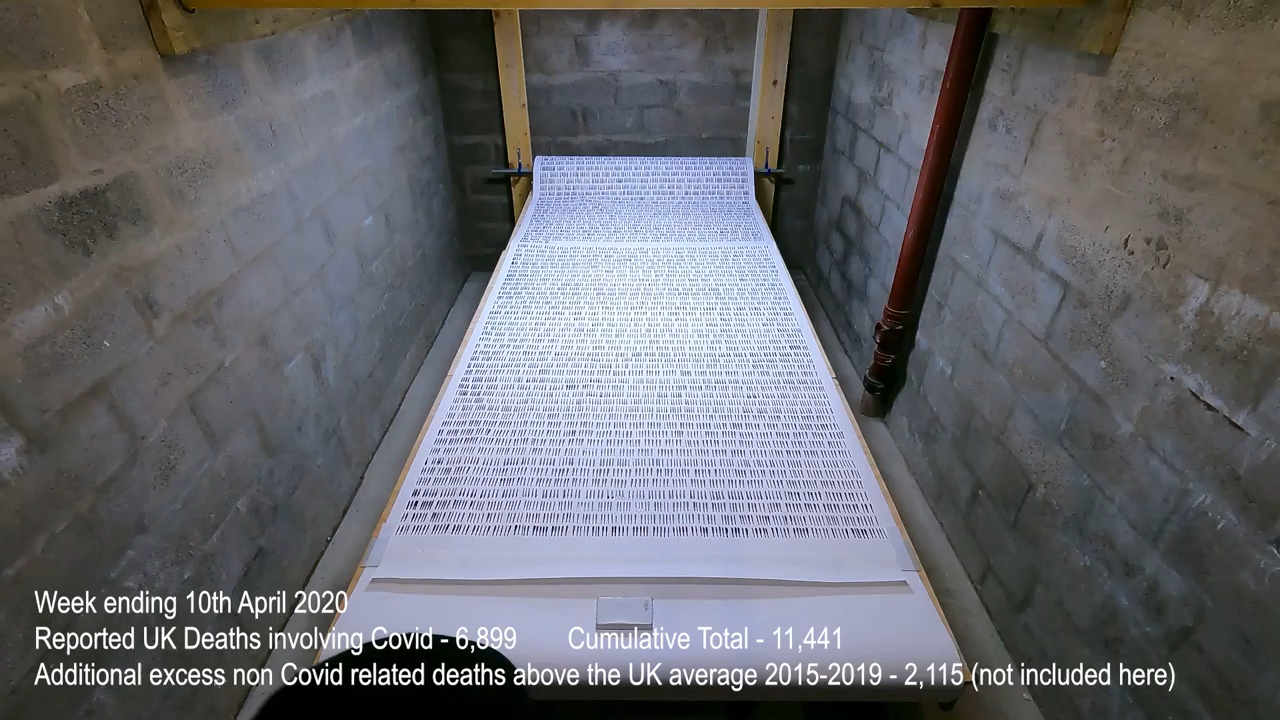 Week ending 10th April 2020
Reported UK Deaths involving Covid - 6,899 Cumulative Total - 11,441
Additional excess non Covid related deaths above the UK average 2015-2019 - 2,115 (not included here)